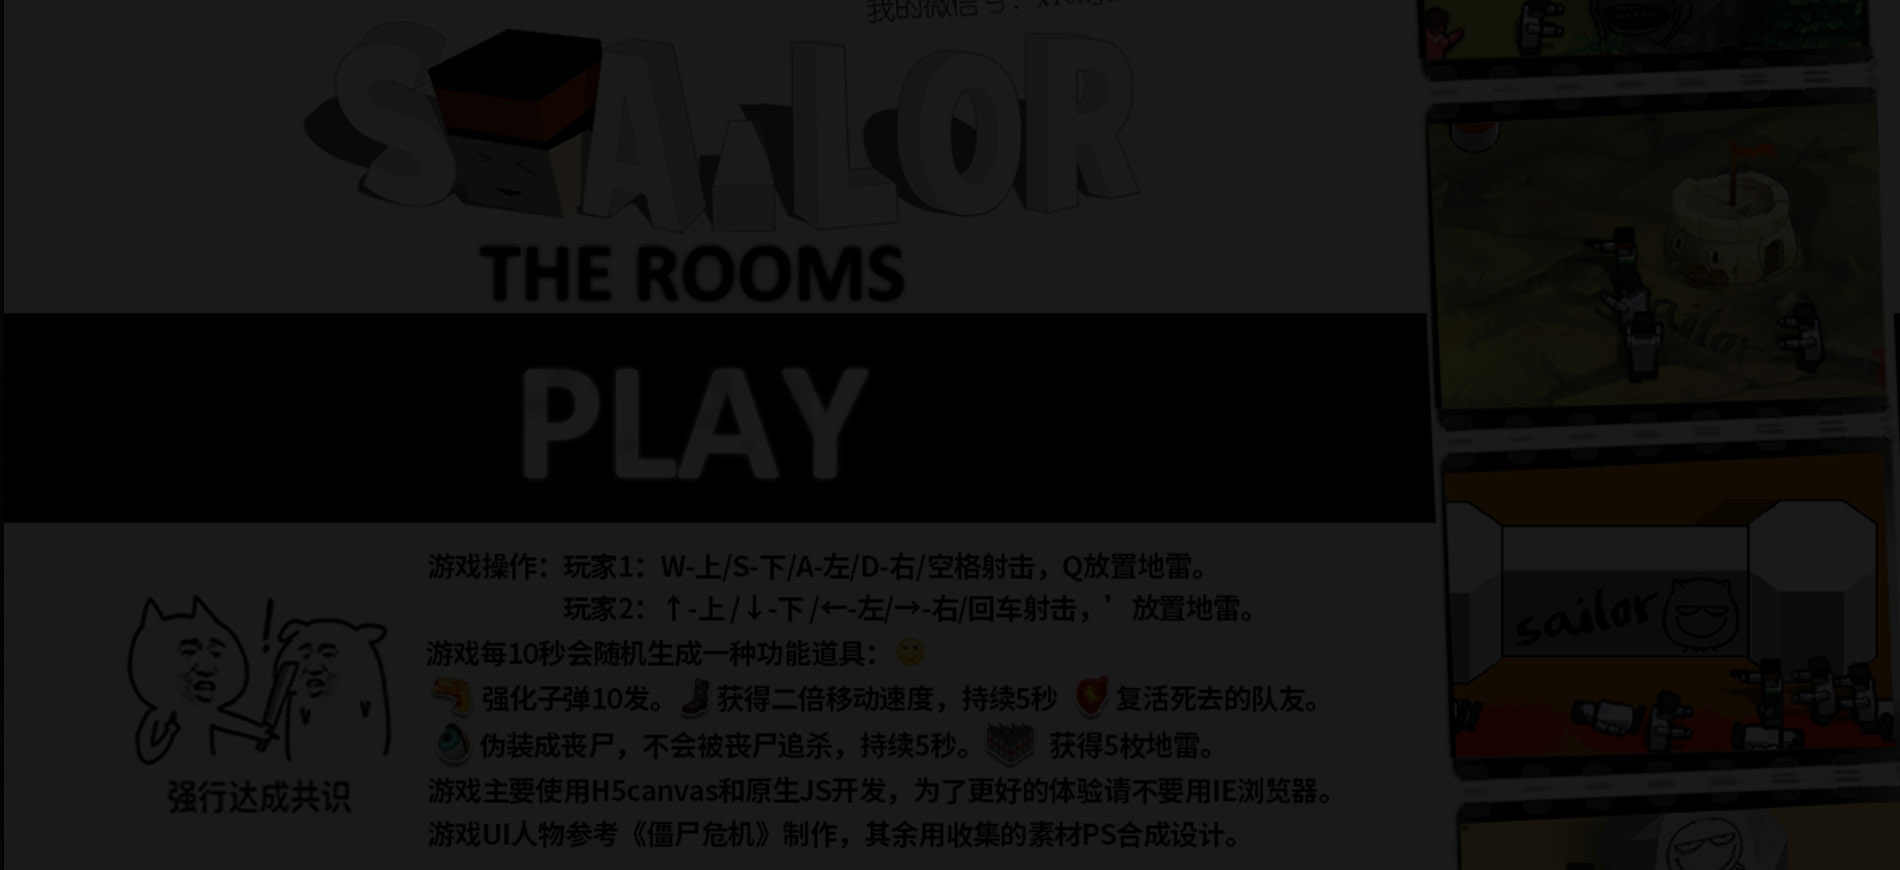 我的微信号：
SAiLOR
THE ROOMS
PLAY
游戏操作：玩家1：W-上/S-下/A-左/D-右/空格射击，Q放置地雷。
玩家2：↑-上 /↓-下 /←-左/→-右/回车射击，’ 放置地雷。
游戏每10秒会随机生成一种功能道具：
强化子弹10发。 获得二倍移动速度，持续5秒 复活死去的队友。
伪装成丧尸，不会被丧尸追杀，持续5秒。 获得5枚地雷。
游戏主要使用H5canvas和原生JS开发，为了更好的体验请不要用IE浏览器。
游戏UI人物参考《僵尸危机》制作，其余用收集的素材PS合成设计。
强行达成共识
sailor